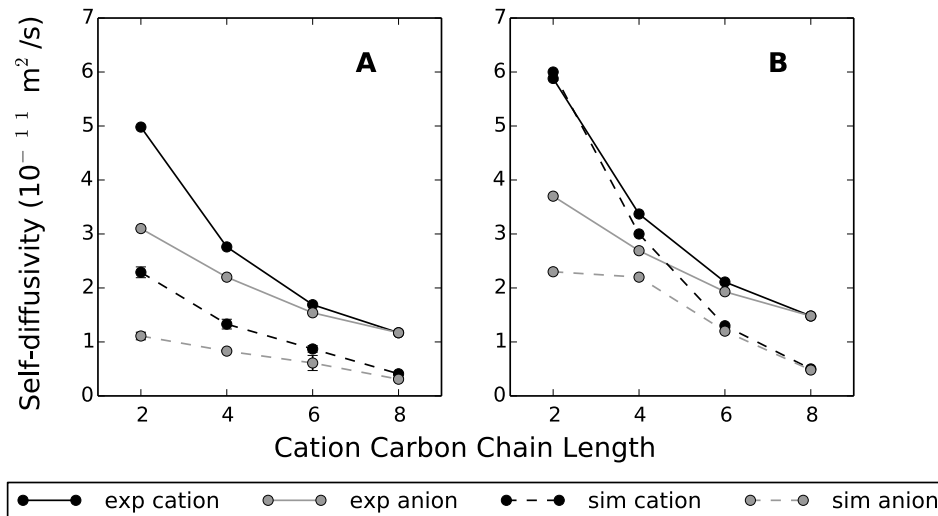 Self-diffusivity (10⁻¹¹ m² /s)
7
6
5
4
3
2
1
0
A
2 4 6 8
7
6
5
4
3
2
1
0
B
2 4 6 8
Cation Carbon Chain Length
exp cation exp anion sim cation sim anion